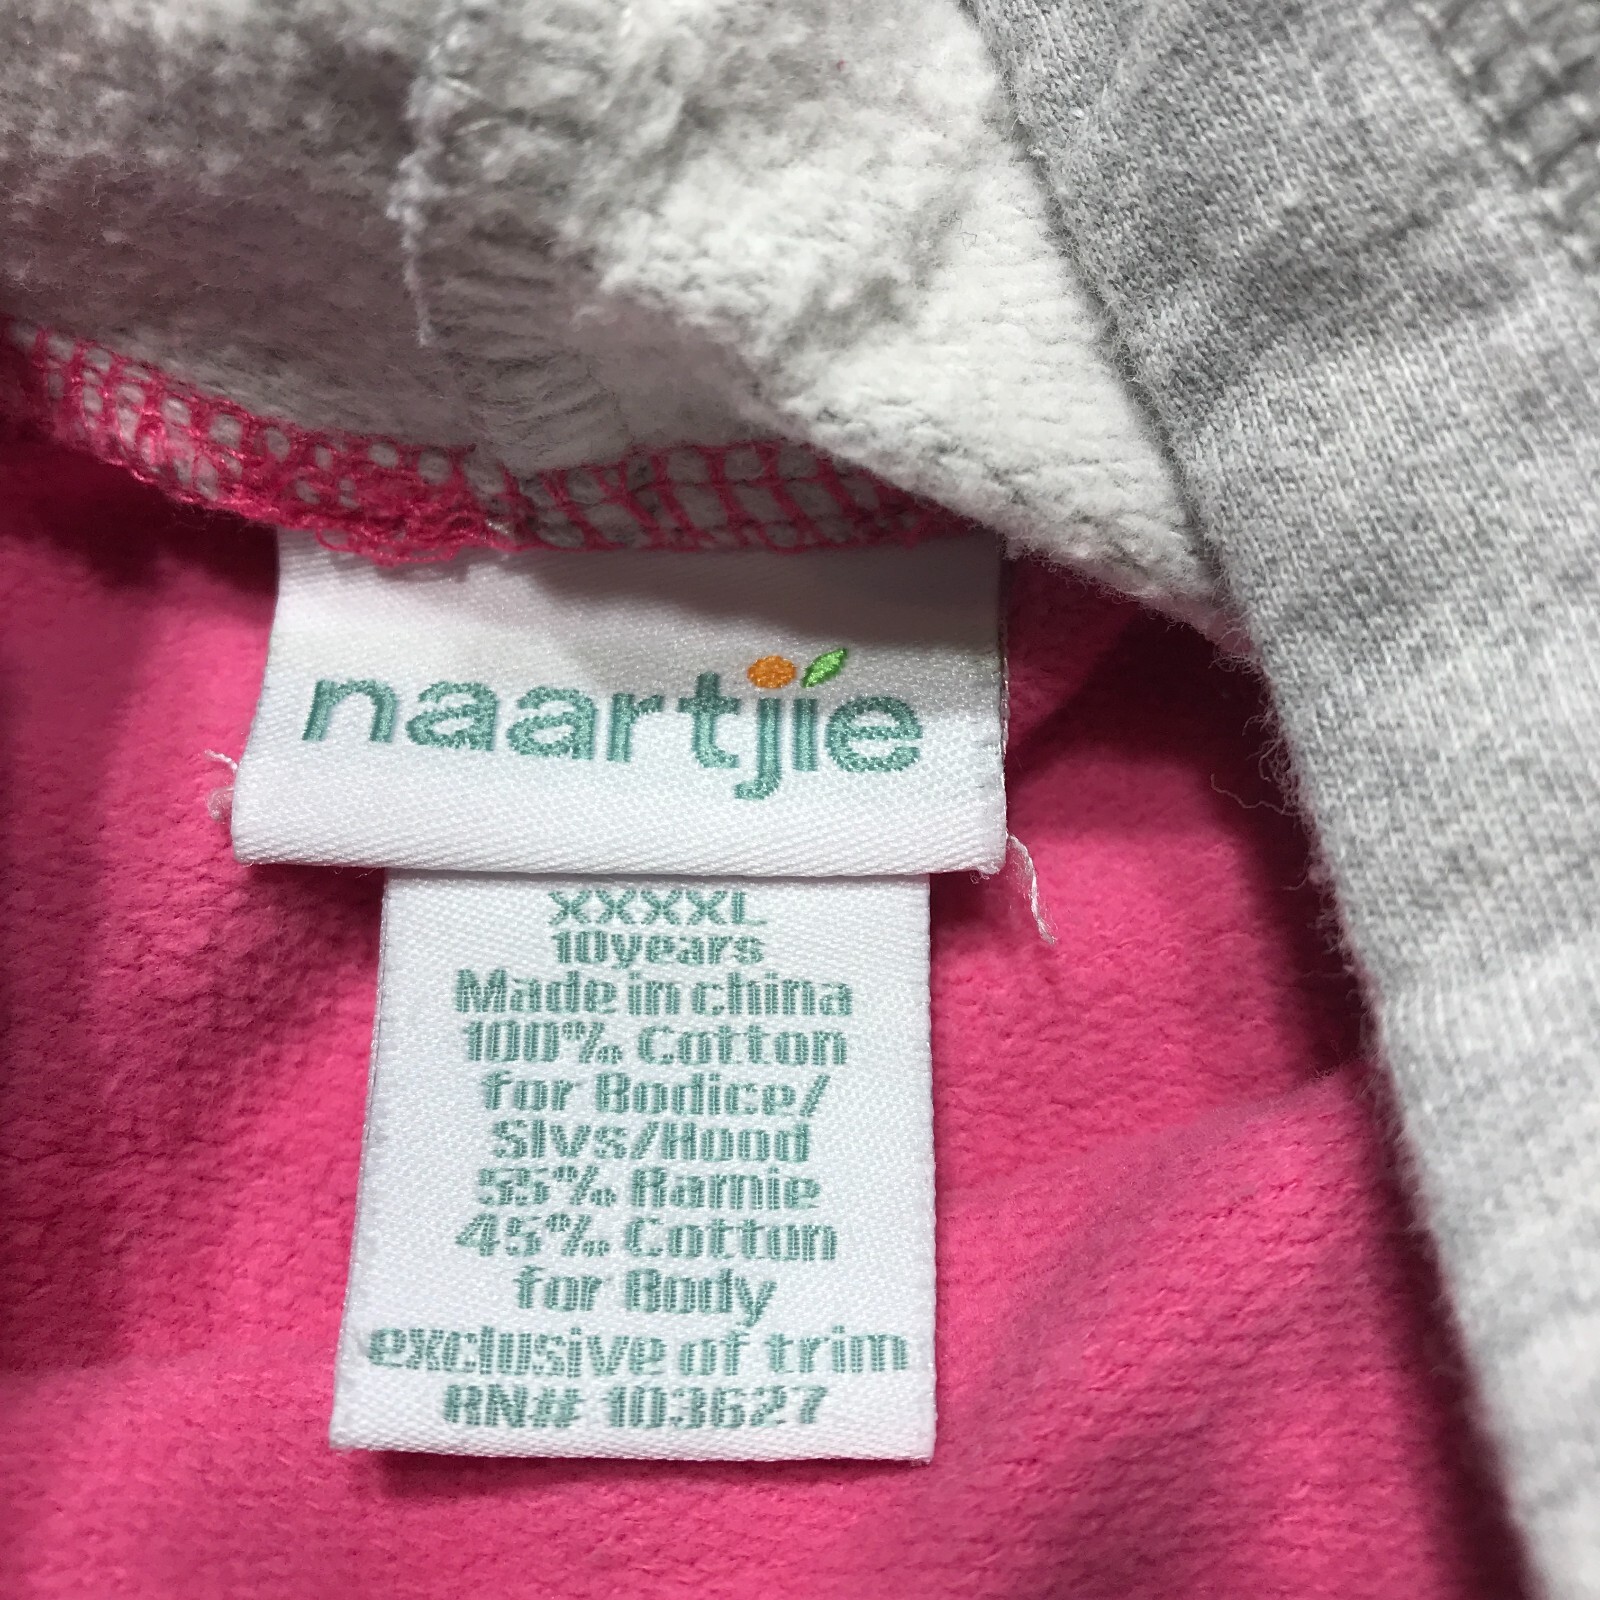 naartjie
XXXXL
10years
Made in china
100% Cotton
for Bodice/
Slvs/Hood
55% Ramie
45% Cotton
for Body
exclusive of trim
RN# 103627